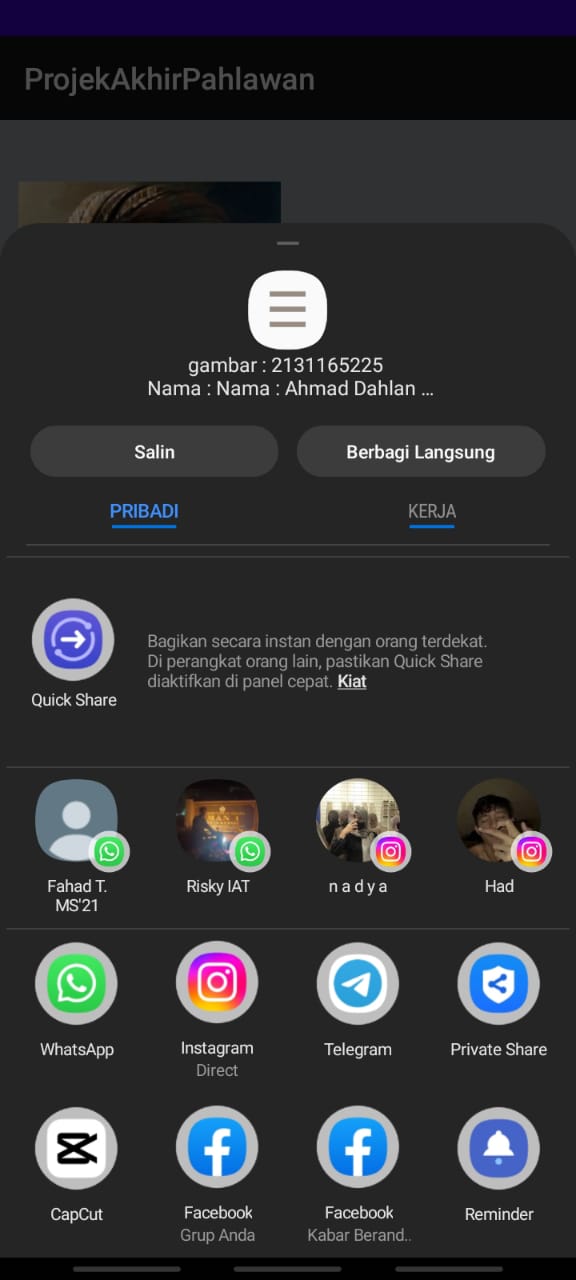 ProjekAkhirPahlawan
gambar : 2131165225
Nama : Nama : Ahmad Dahlan ...
Salin
Berbagi Langsung
PRIBADI
KERJA
Bagikan secara instan dengan orang terdekat.
Di perangkat orang lain, pastikan Quick Share
diaktifkan di panel cepat. Kiat
Quick Share
Fahad T.
MS'21
Risky IAT
n a d y a
Had
WhatsApp
Instagram
Direct
Telegram
Private Share
CapCut
Facebook
Grup Anda
Facebook
Kabar Berand..
Reminder